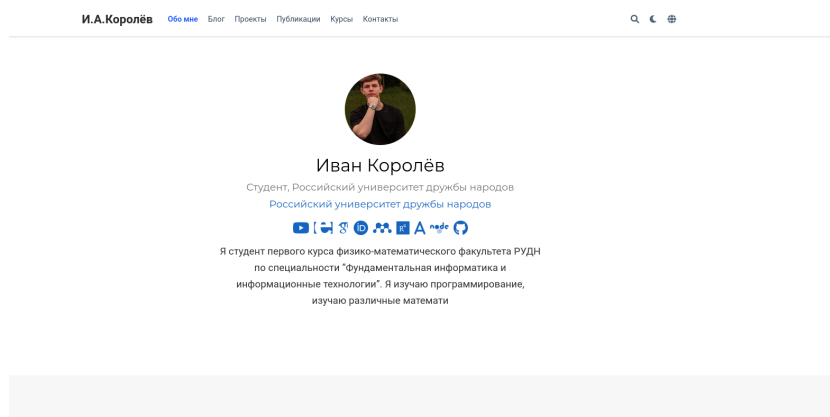 И.А.Королёв Обо мне Блог Проекты Публикации Курсы Контакты
Иван Королёв
Студент, Российский университет дружбы народов
Российский университет дружбы народов
Я студент первого курса физико-математического факультета РУДН
по специальности “Фундаментальная информатика и
информационные технологии”. Я изучаю программирование,
изучаю различные математи